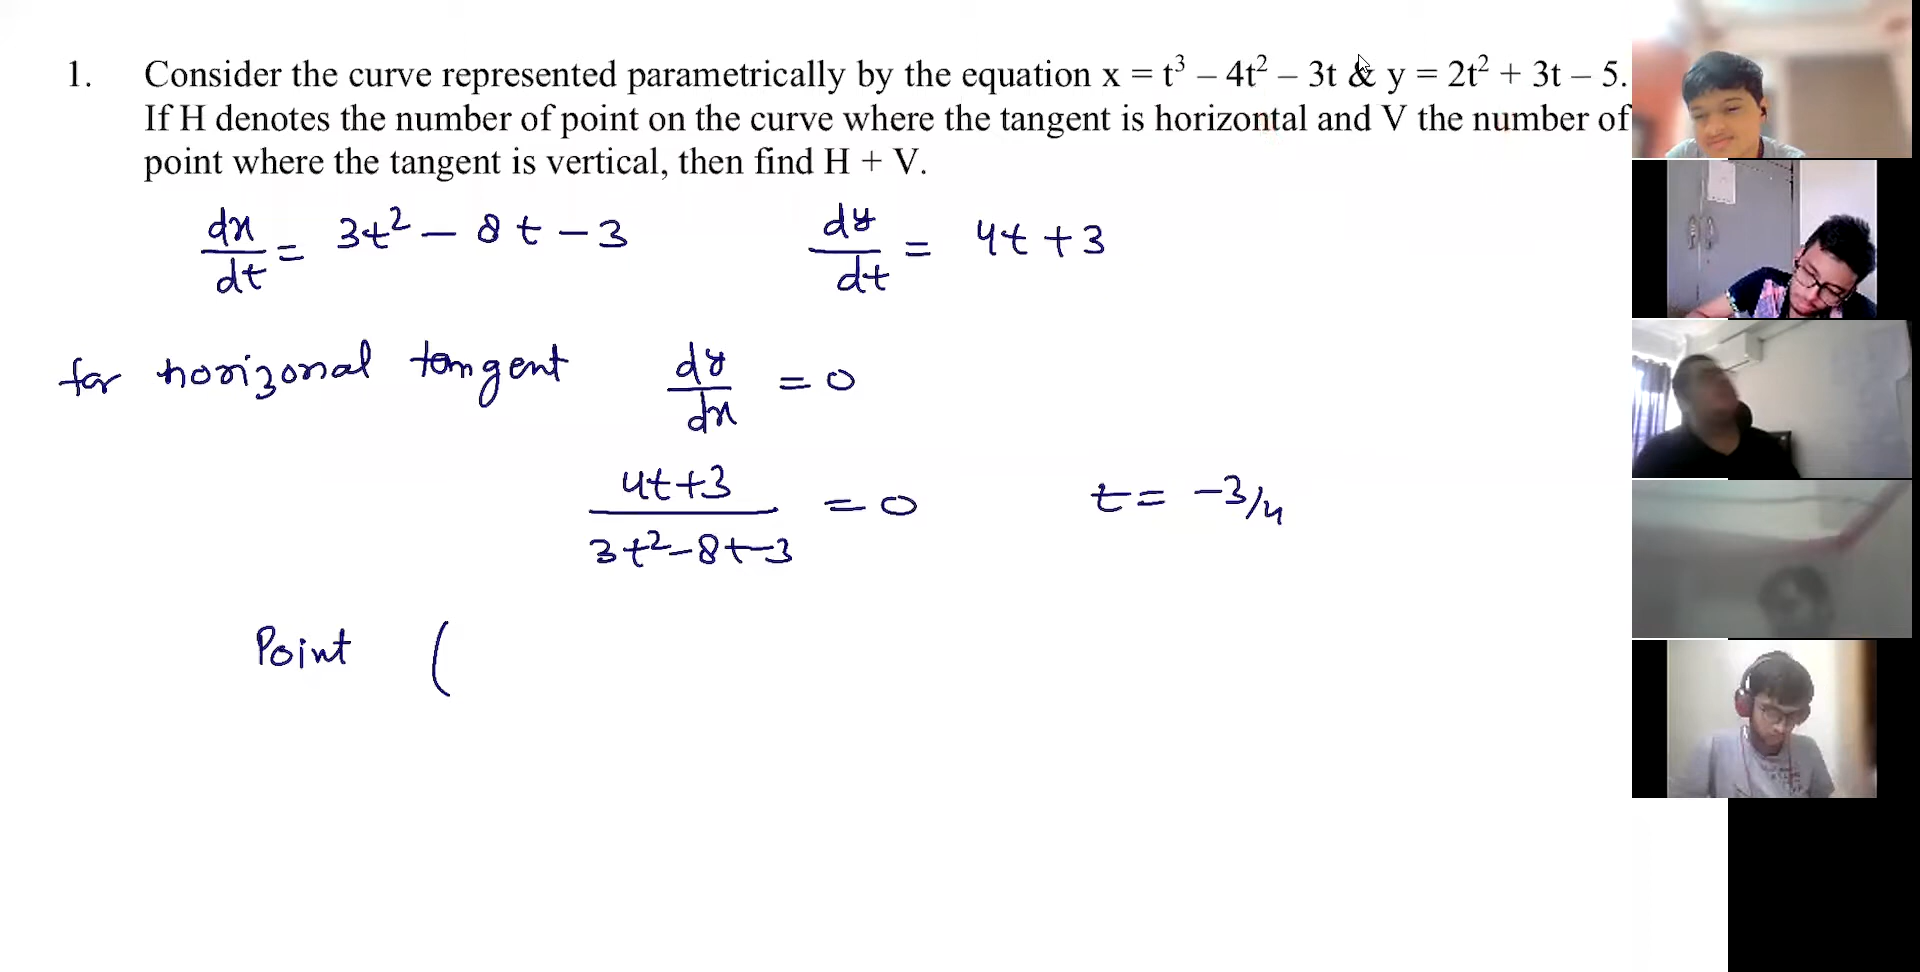 1. Consider the curve represented parametrically by the equation x = t³ – 4t² – 3t & y = 2t² + 3t – 5.
If H denotes the number of point on the curve where the tangent is horizontal and V the number of
point where the tangent is vertical, then find H + V.
dx/dt = 3t² – 8t – 3 dy/dt = 4t + 3
for horizonal tangent dy/dx = 0
4t+3 / 3t²–8t–3 = 0 t = –3/4
Point (